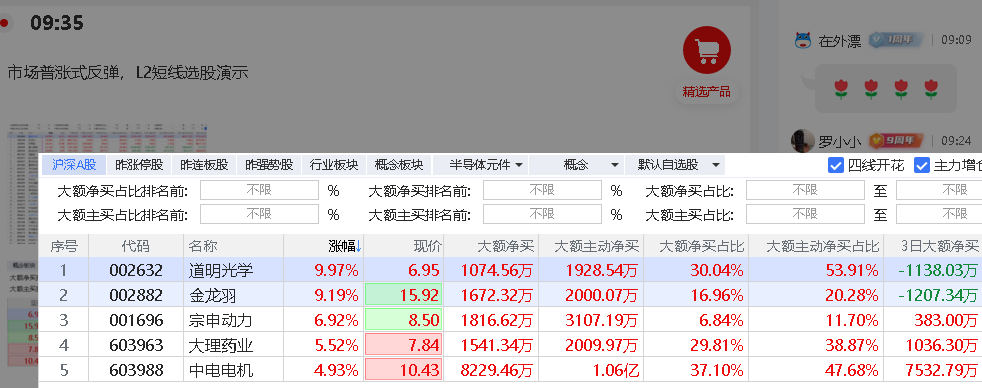 09:35
市场普涨式反弹，L2短线选股演示
精选产品
在外漂 1周年 | 09:09
罗小小 9周年 | 09:24
沪深A股 昨涨停股 昨连板股 昨强势股 行业板块 概念板块 半导体元件 概念 默认自选股 四线开花 主力增仓
大额净买占比排名前: 不限 % 大额净买排名前: 不限 % 大额净买占比: 不限 至 不限
大额主买占比排名前: 不限 % 大额主买排名前: 不限 % 大额主买占比: 不限 至 不限
序号 代码 名称 涨幅↓ 现价 大额净买 大额主动净买 大额净买占比 大额主动净买占比 3日大额净买
1 002632 道明光学 9.97% 6.95 1074.56万 1928.54万 30.04% 53.91% -1138.03万
2 002882 金龙羽 9.19% 15.92 1672.32万 2000.07万 16.96% 20.28% -1207.34万
3 001696 宗申动力 6.92% 8.50 1816.62万 3107.19万 6.84% 11.70% 383.00万
4 603963 大理药业 5.52% 7.84 1541.34万 2009.97万 29.81% 38.87% 1036.30万
5 603988 中电电机 4.93% 10.43 8229.46万 1.06亿 37.10% 47.68% 7532.79万